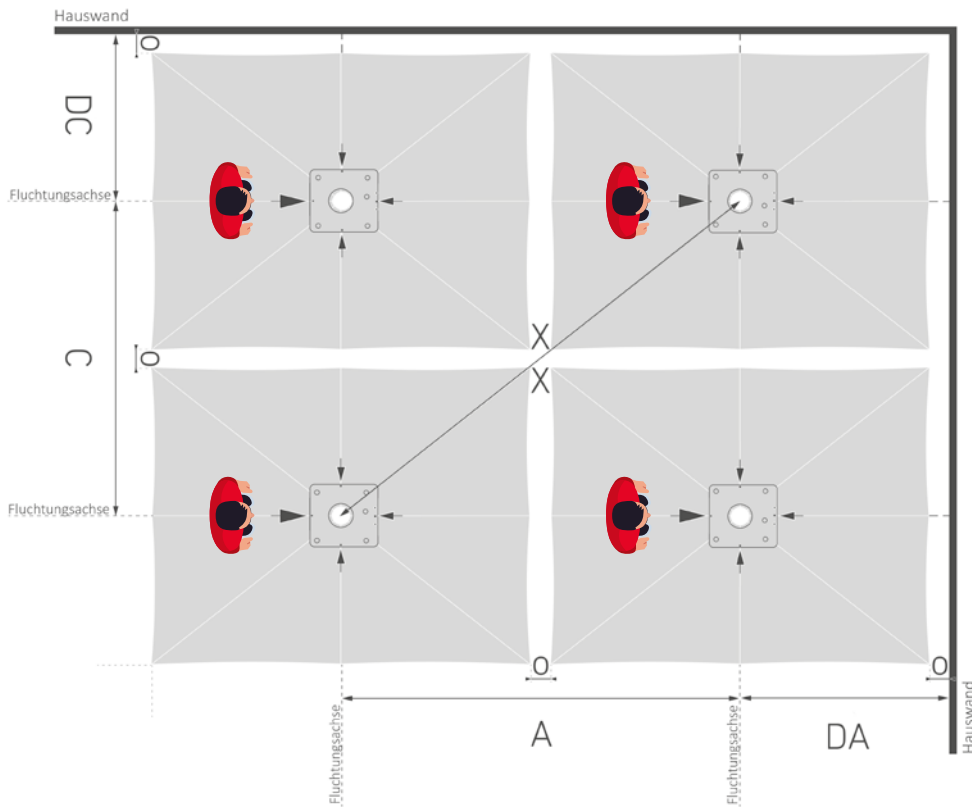 Hauswand
O
DC
Fluchtungsachse
X
C
O
X
Fluchtungsachse
O
O
Fluchtungsachse
A
Fluchtungsachse
DA
Hauswand